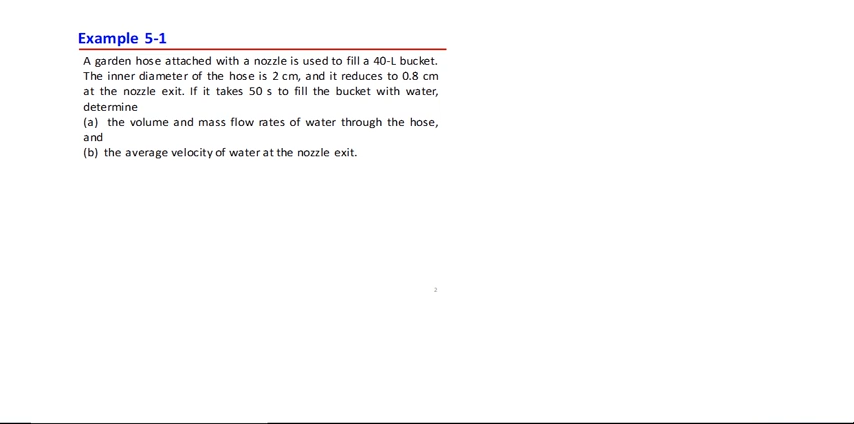 Example 5-1
A garden hose attached with a nozzle is used to fill a 40-L bucket.
The inner diameter of the hose is 2 cm, and it reduces to 0.8 cm
at the nozzle exit. If it takes 50 s to fill the bucket with water,
determine
(a) the volume and mass flow rates of water through the hose,
and
(b) the average velocity of water at the nozzle exit.
2